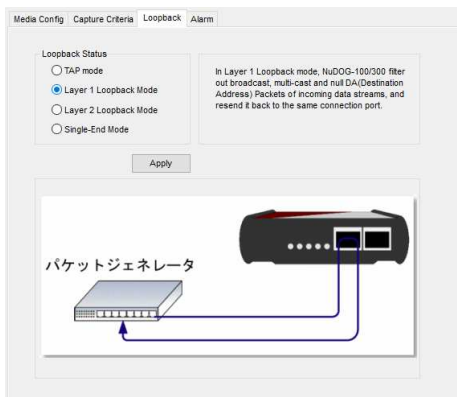 Media Config Capture Criteria Loopback Alarm
Loopback Status
TAP mode
Layer 1 Loopback Mode
Layer 2 Loopback Mode
Single-End Mode
In Layer 1 Loopback mode, NuDOG-100/300 filter
out broadcast, multi-cast and null DA(Destination
Address) Packets of incoming data streams, and
resend it back to the same connection port.
Apply
パケットジェネレータ